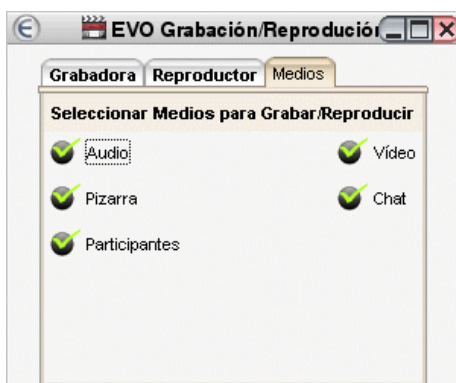 EVO Grabación/Reproducción
Grabadora Reproductor Medios
Seleccionar Medios para Grabar/Reproducir
Audio Vídeo
Pizarra Chat
Participantes